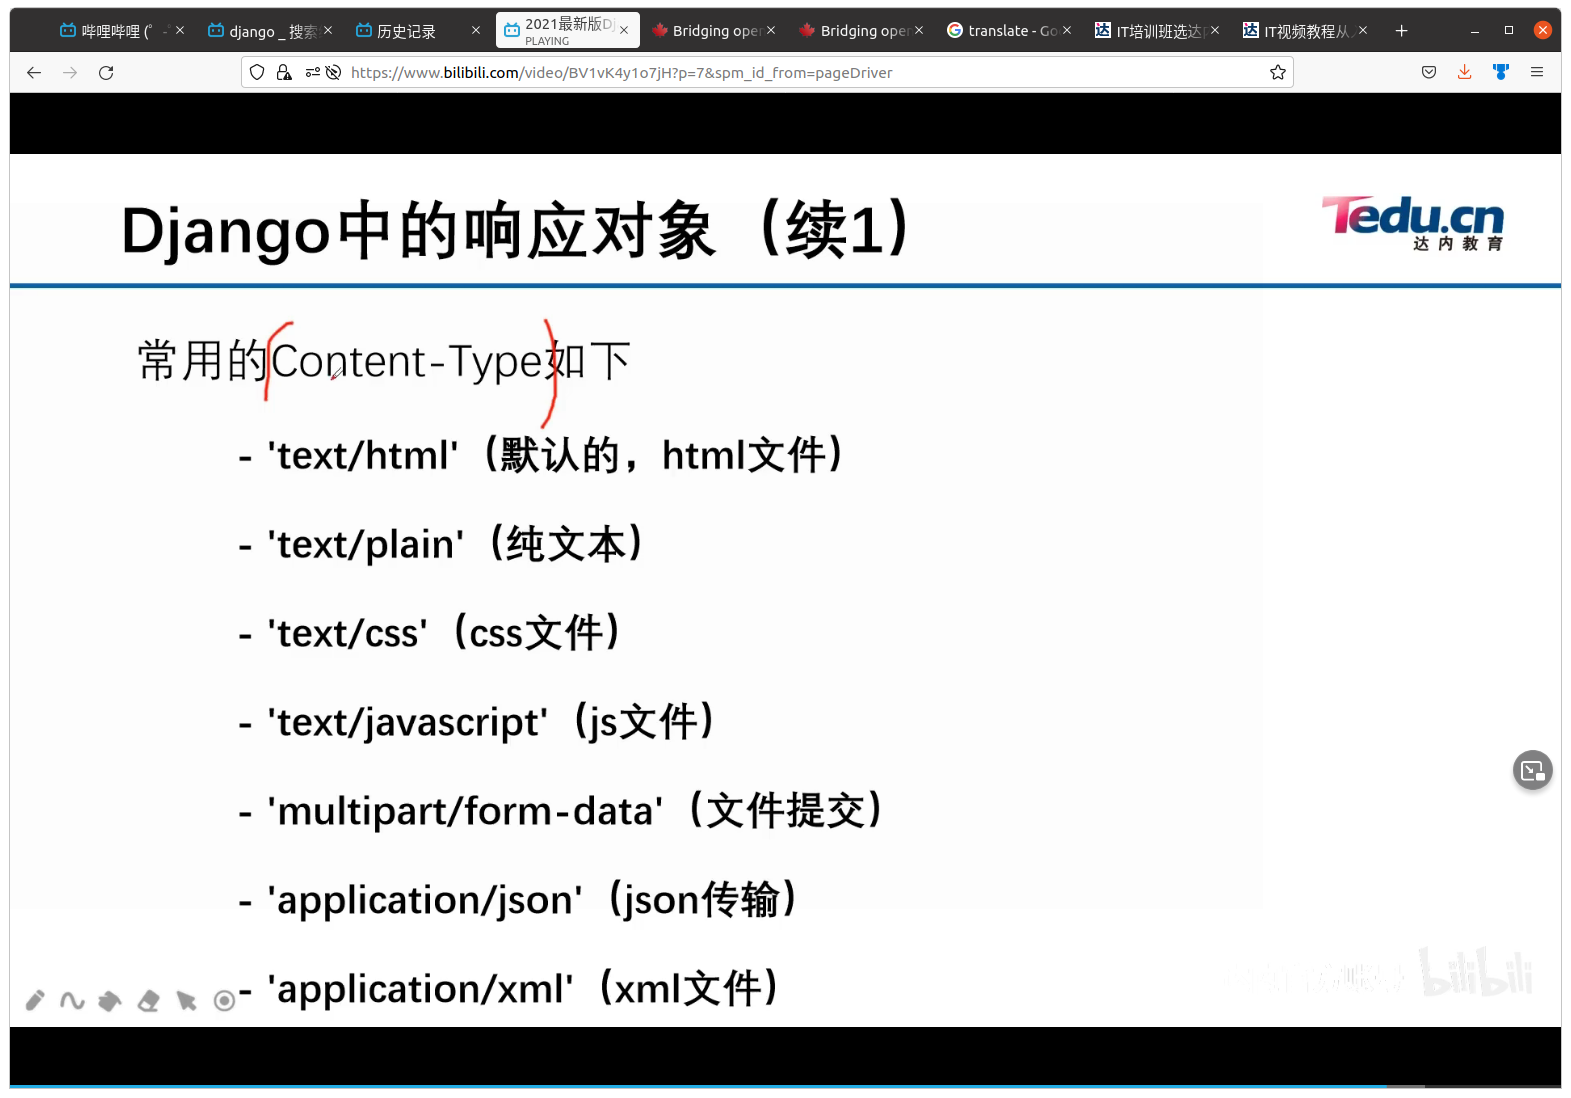 哔哩哔哩 (゜-゜
django _ 搜索
历史记录
2021最新版Dj
PLAYING
Bridging oper
Bridging oper
translate - Go
IT培训班选达内
IT视频教程从入
https://www.bilibili.com/video/BV1vK4y1o7jH?p=7&spm_id_from=pageDriver
Django中的响应对象（续1）
Tedu.cn
达内教育
常用的Content-Type如下
- 'text/html'（默认的，html文件）
- 'text/plain'（纯文本）
- 'text/css'（css文件）
- 'text/javascript'（js文件）
- 'multipart/form-data'（文件提交）
- 'application/json'（json传输）
- 'application/xml'（xml文件）
bilibili